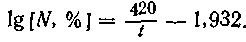 lg [N, %] = 420/t − 1,932.